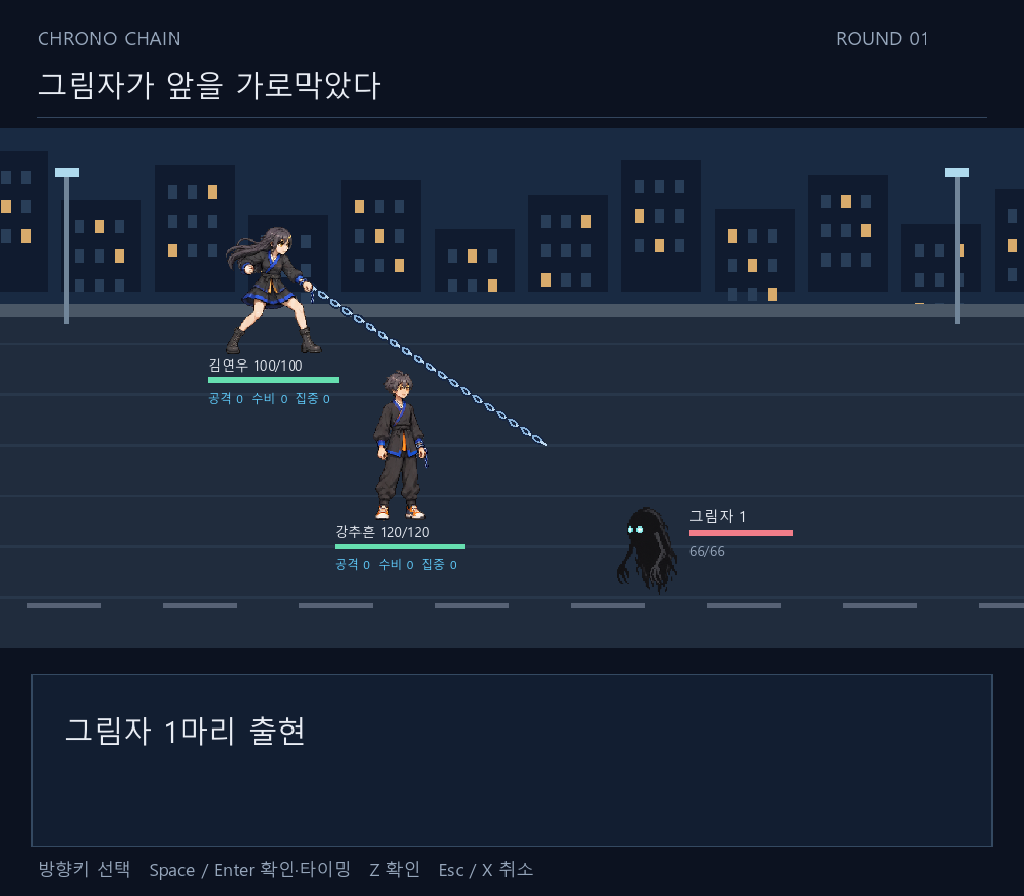 CHRONO CHAIN
ROUND 01
그림자가 앞을 가로막았다
김연우 100/100
공격 0 수비 0 집중 0
강추흔 120/120
공격 0 수비 0 집중 0
그림자 1
66/66
그림자 1마리 출현
방향키 선택 Space / Enter 확인·타이밍 Z 확인 Esc / X 취소